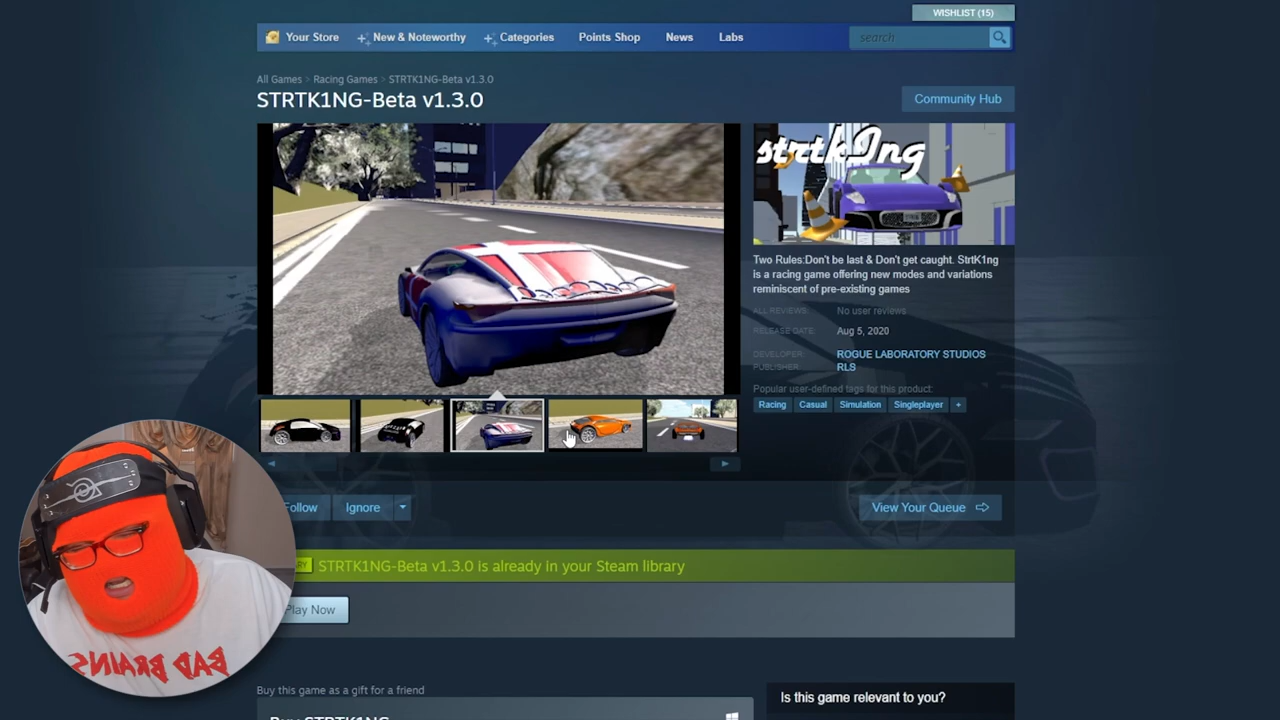 WISHLIST (15)
Your Store
New & Noteworthy
Categories
Points Shop
News
Labs
search
All Games > Racing Games > STRTK1NG-Beta v1.3.0
STRTK1NG-Beta v1.3.0
Community Hub
strtk1ng
Two Rules:Don't be last & Don't get caught. StrtK1ng
is a racing game offering new modes and variations
reminiscent of pre-existing games
ALL REVIEWS: No user reviews
RELEASE DATE: Aug 5, 2020
DEVELOPER: ROGUE LABORATORY STUDIOS
PUBLISHER: RLS
Popular user-defined tags for this product:
Racing Casual Simulation Singleplayer +
Follow
Ignore
View Your Queue
STRTK1NG-Beta v1.3.0 is already in your Steam library
Play Now
BAD BRAINS
Buy this game as a gift for a friend
Buy STRTK1NG
Is this game relevant to you?